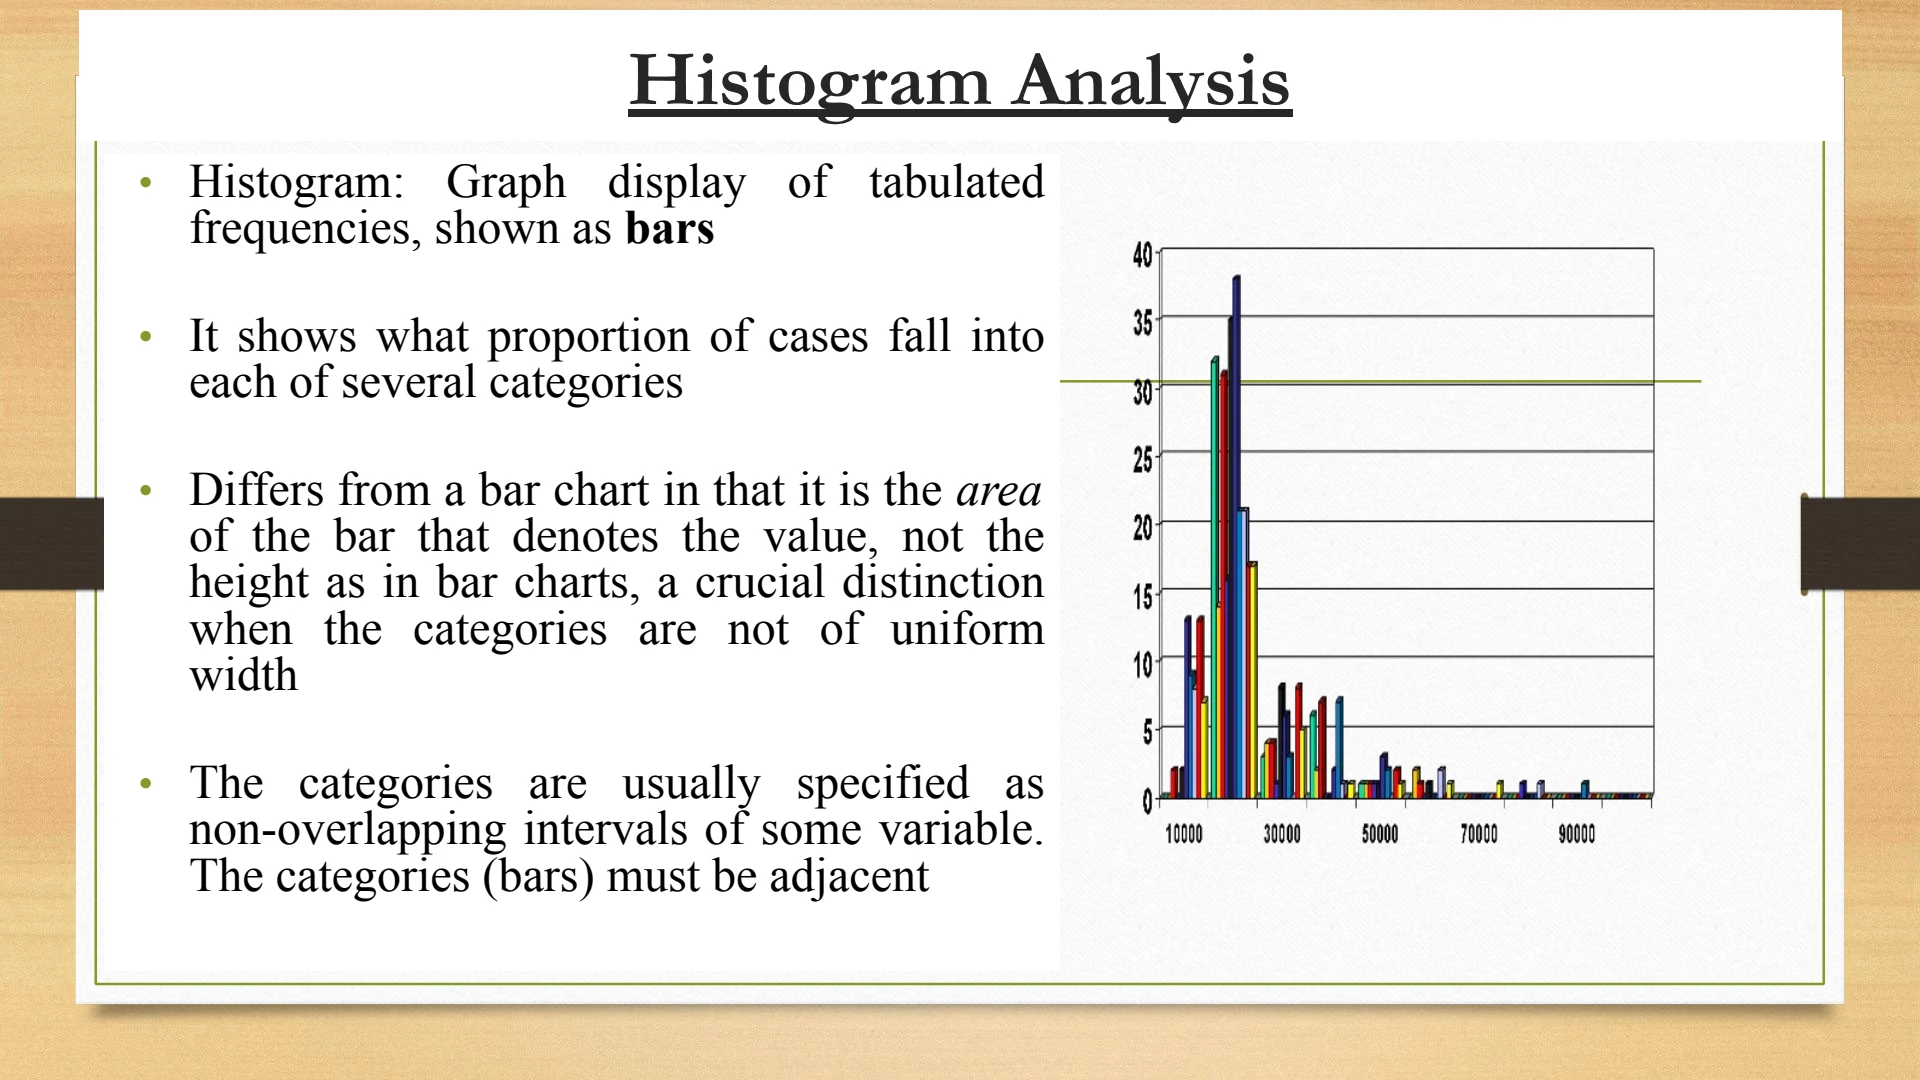 Histogram Analysis
• Histogram: Graph display of tabulated
frequencies, shown as bars
• It shows what proportion of cases fall into
each of several categories
• Differs from a bar chart in that it is the area
of the bar that denotes the value, not the
height as in bar charts, a crucial distinction
when the categories are not of uniform
width
• The categories are usually specified as
non-overlapping intervals of some variable.
The categories (bars) must be adjacent
40
35
30
25
20
15
10
5
0
10000 30000 50000 70000 90000